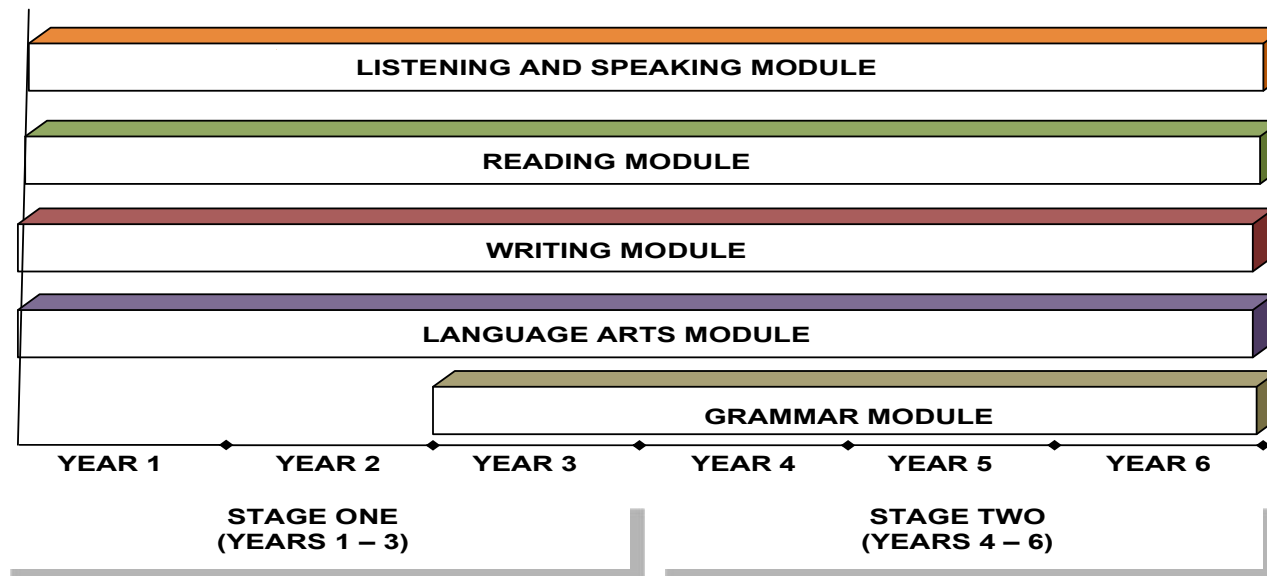 LISTENING AND SPEAKING MODULE
READING MODULE
WRITING MODULE
LANGUAGE ARTS MODULE
GRAMMAR MODULE
YEAR 1 YEAR 2 YEAR 3 YEAR 4 YEAR 5 YEAR 6
STAGE ONE
(YEARS 1 – 3)
STAGE TWO
(YEARS 4 – 6)